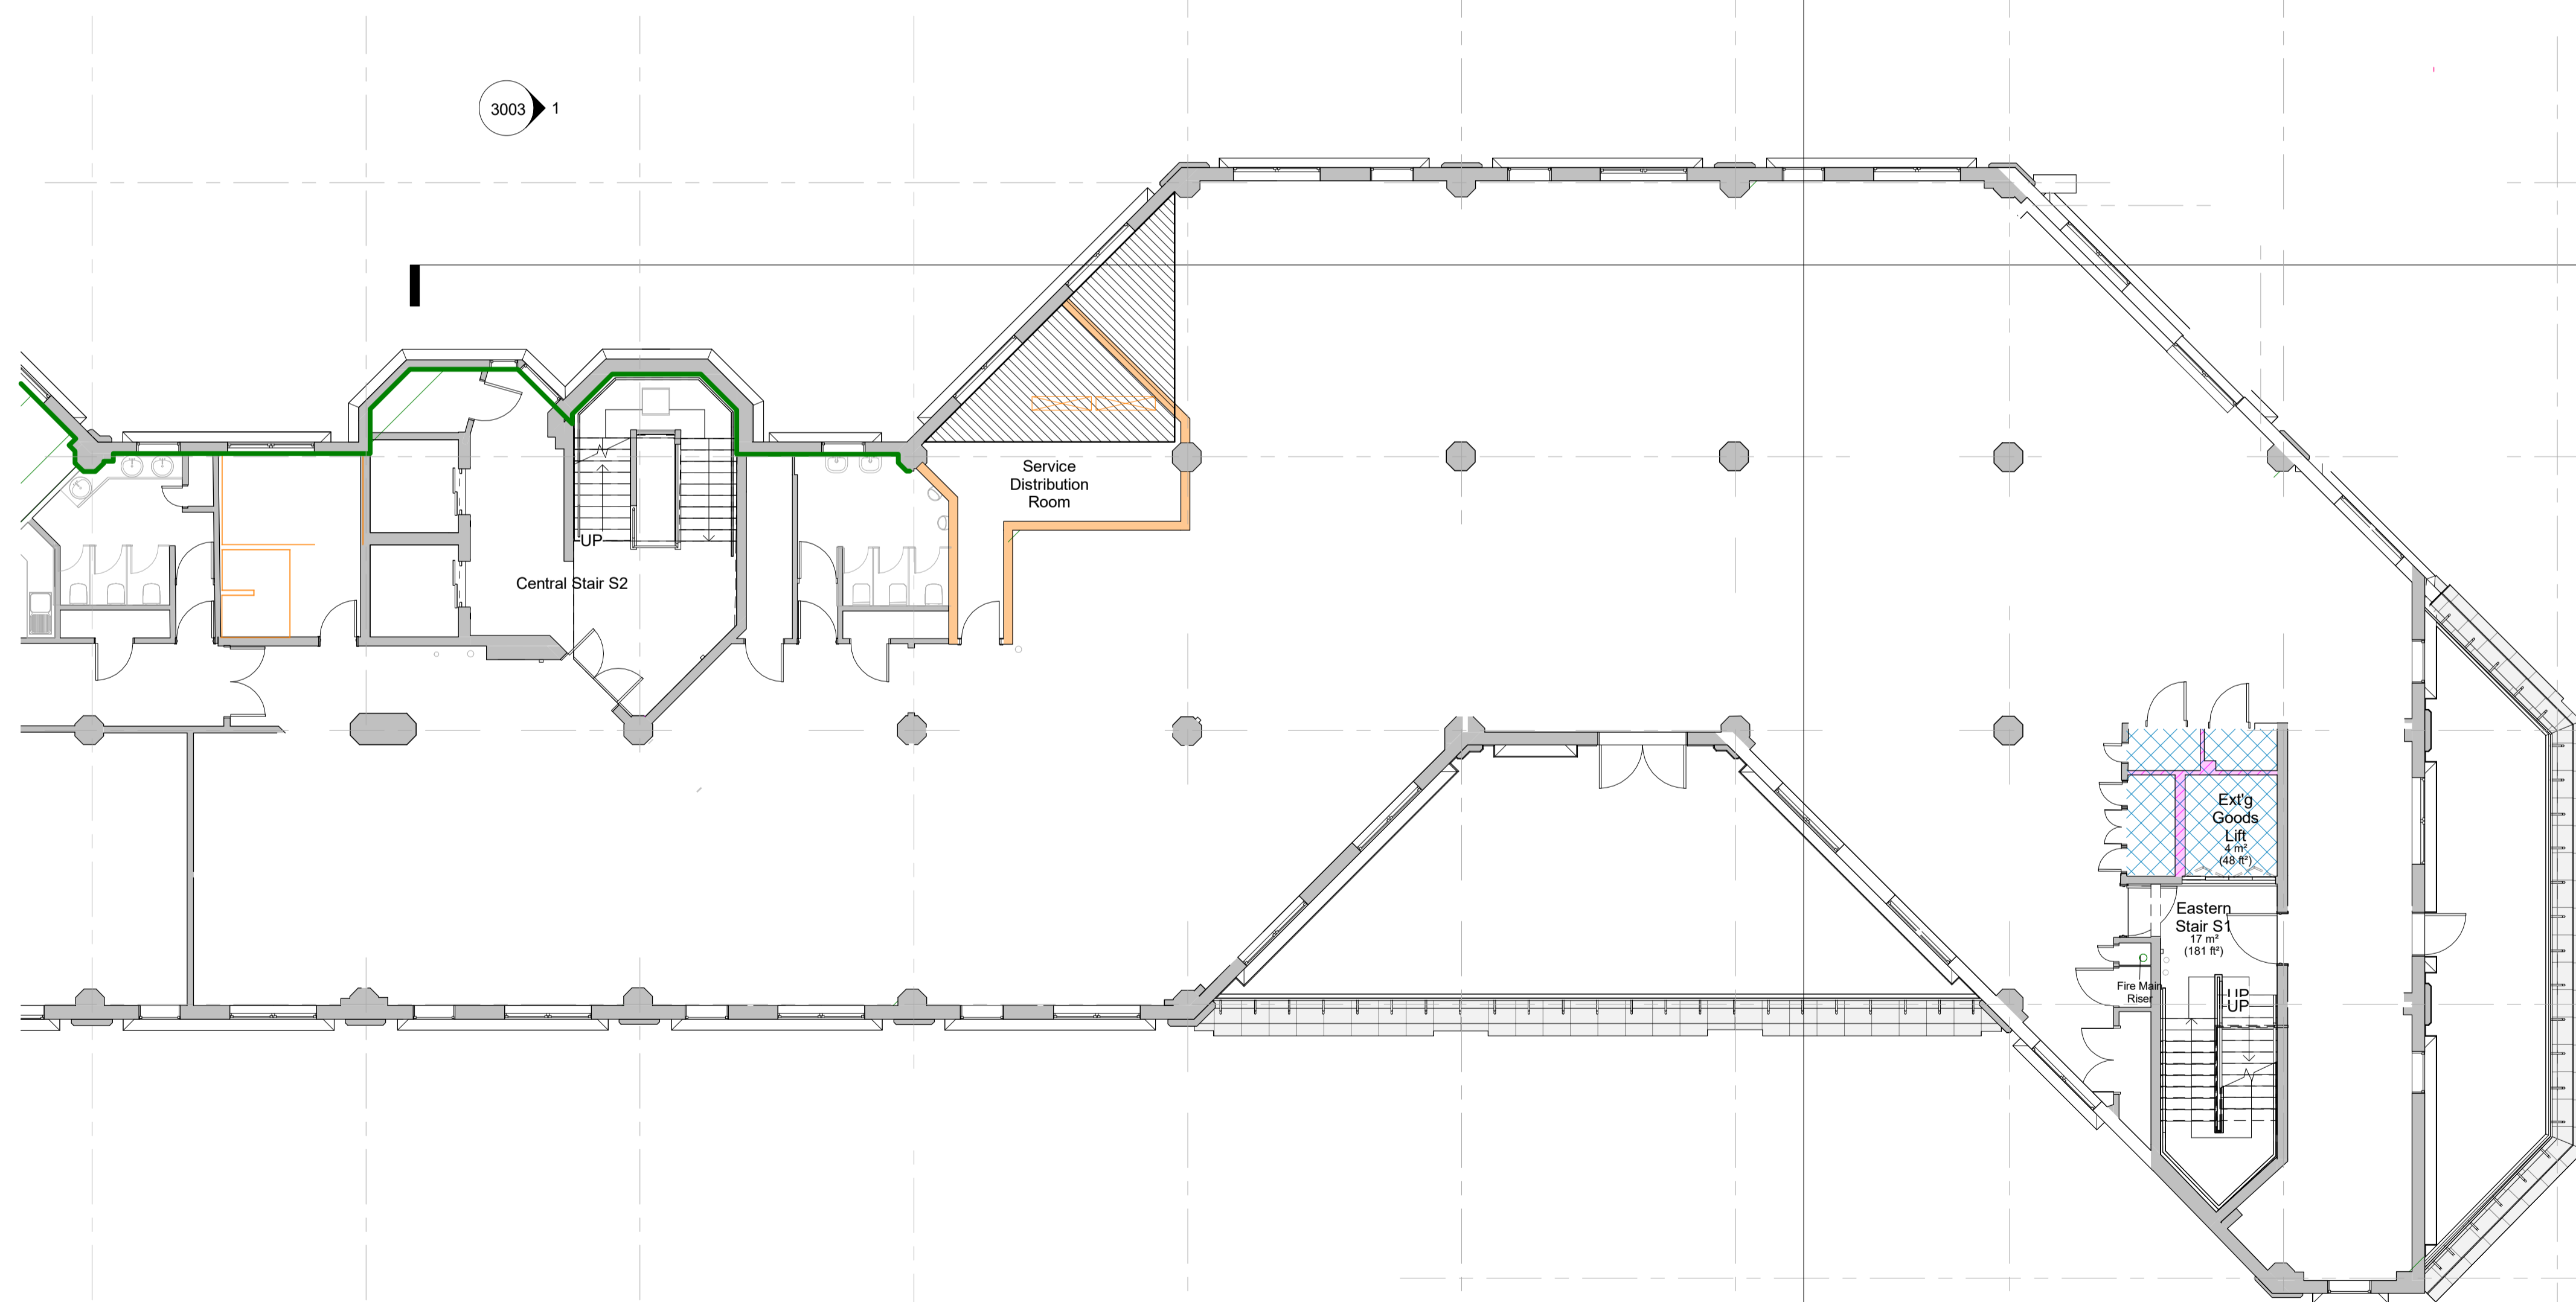 3003 1
Service
Distribution
Room
UP
Central Stair S2
Ext'g
Goods
Lift
4 m²
(48 ft²)
Eastern
Stair S1
17 m²
(181 ft²)
Fire Main
Riser
UP
UP